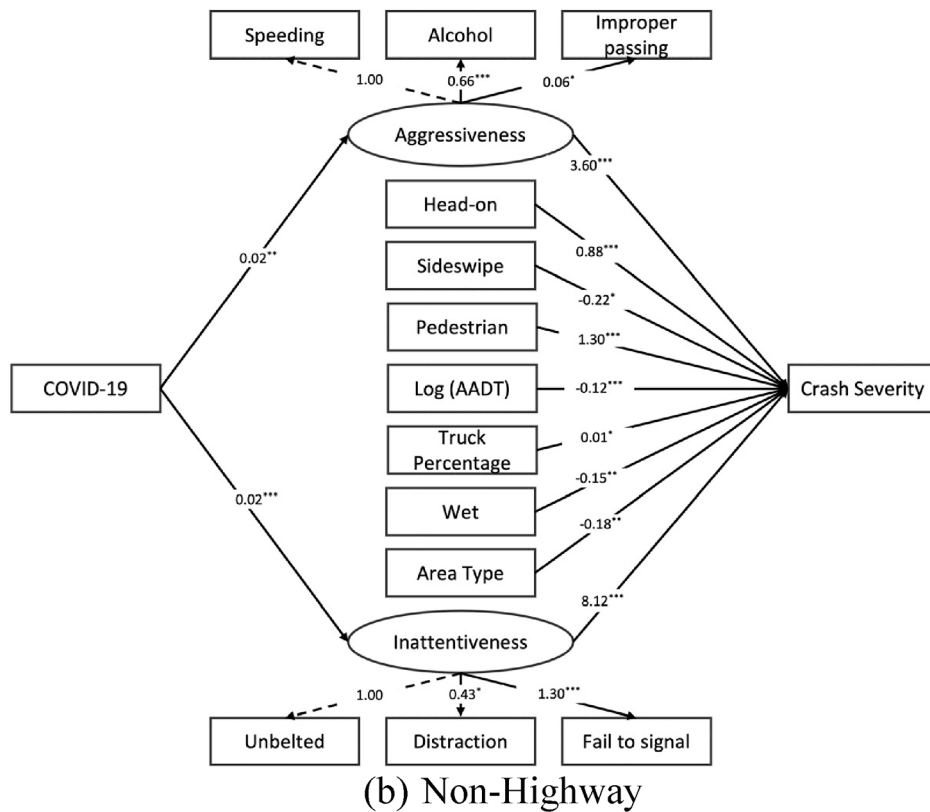 Speeding
Alcohol
Improper
passing
1.00
0.66***
0.06*
Aggressiveness
3.60***
Head-on
0.88***
Sideswipe
0.02**
-0.22*
Pedestrian
1.30***
COVID-19
Log (AADT)
-0.12***
Crash Severity
Truck
Percentage
0.01*
-0.15**
0.02***
Wet
-0.18**
Area Type
8.12***
Inattentiveness
1.00
0.43*
1.30***
Unbelted
Distraction
Fail to signal
(b) Non-Highway